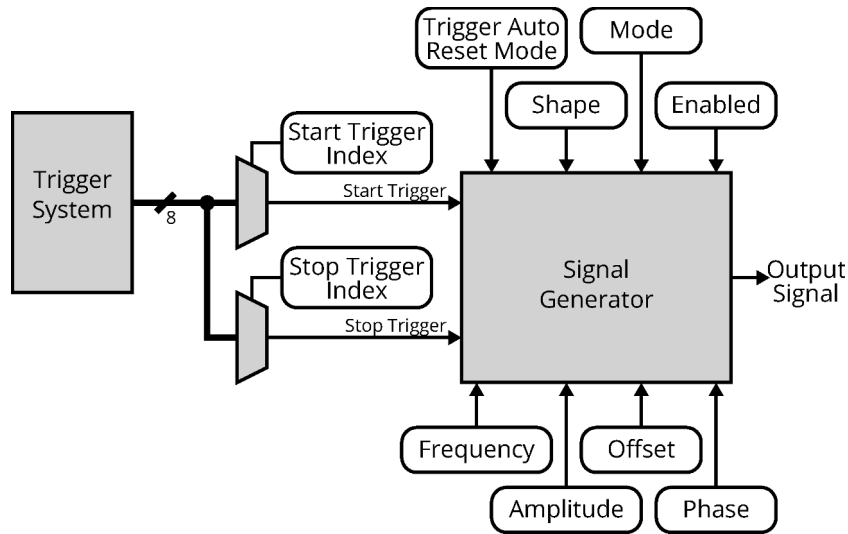 Trigger Auto
Reset Mode
Mode
Shape
Enabled
Start Trigger
Index
Trigger
System
8
Start Trigger
Stop Trigger
Index
Stop Trigger
Signal
Generator
Output
Signal
Frequency
Offset
Amplitude
Phase